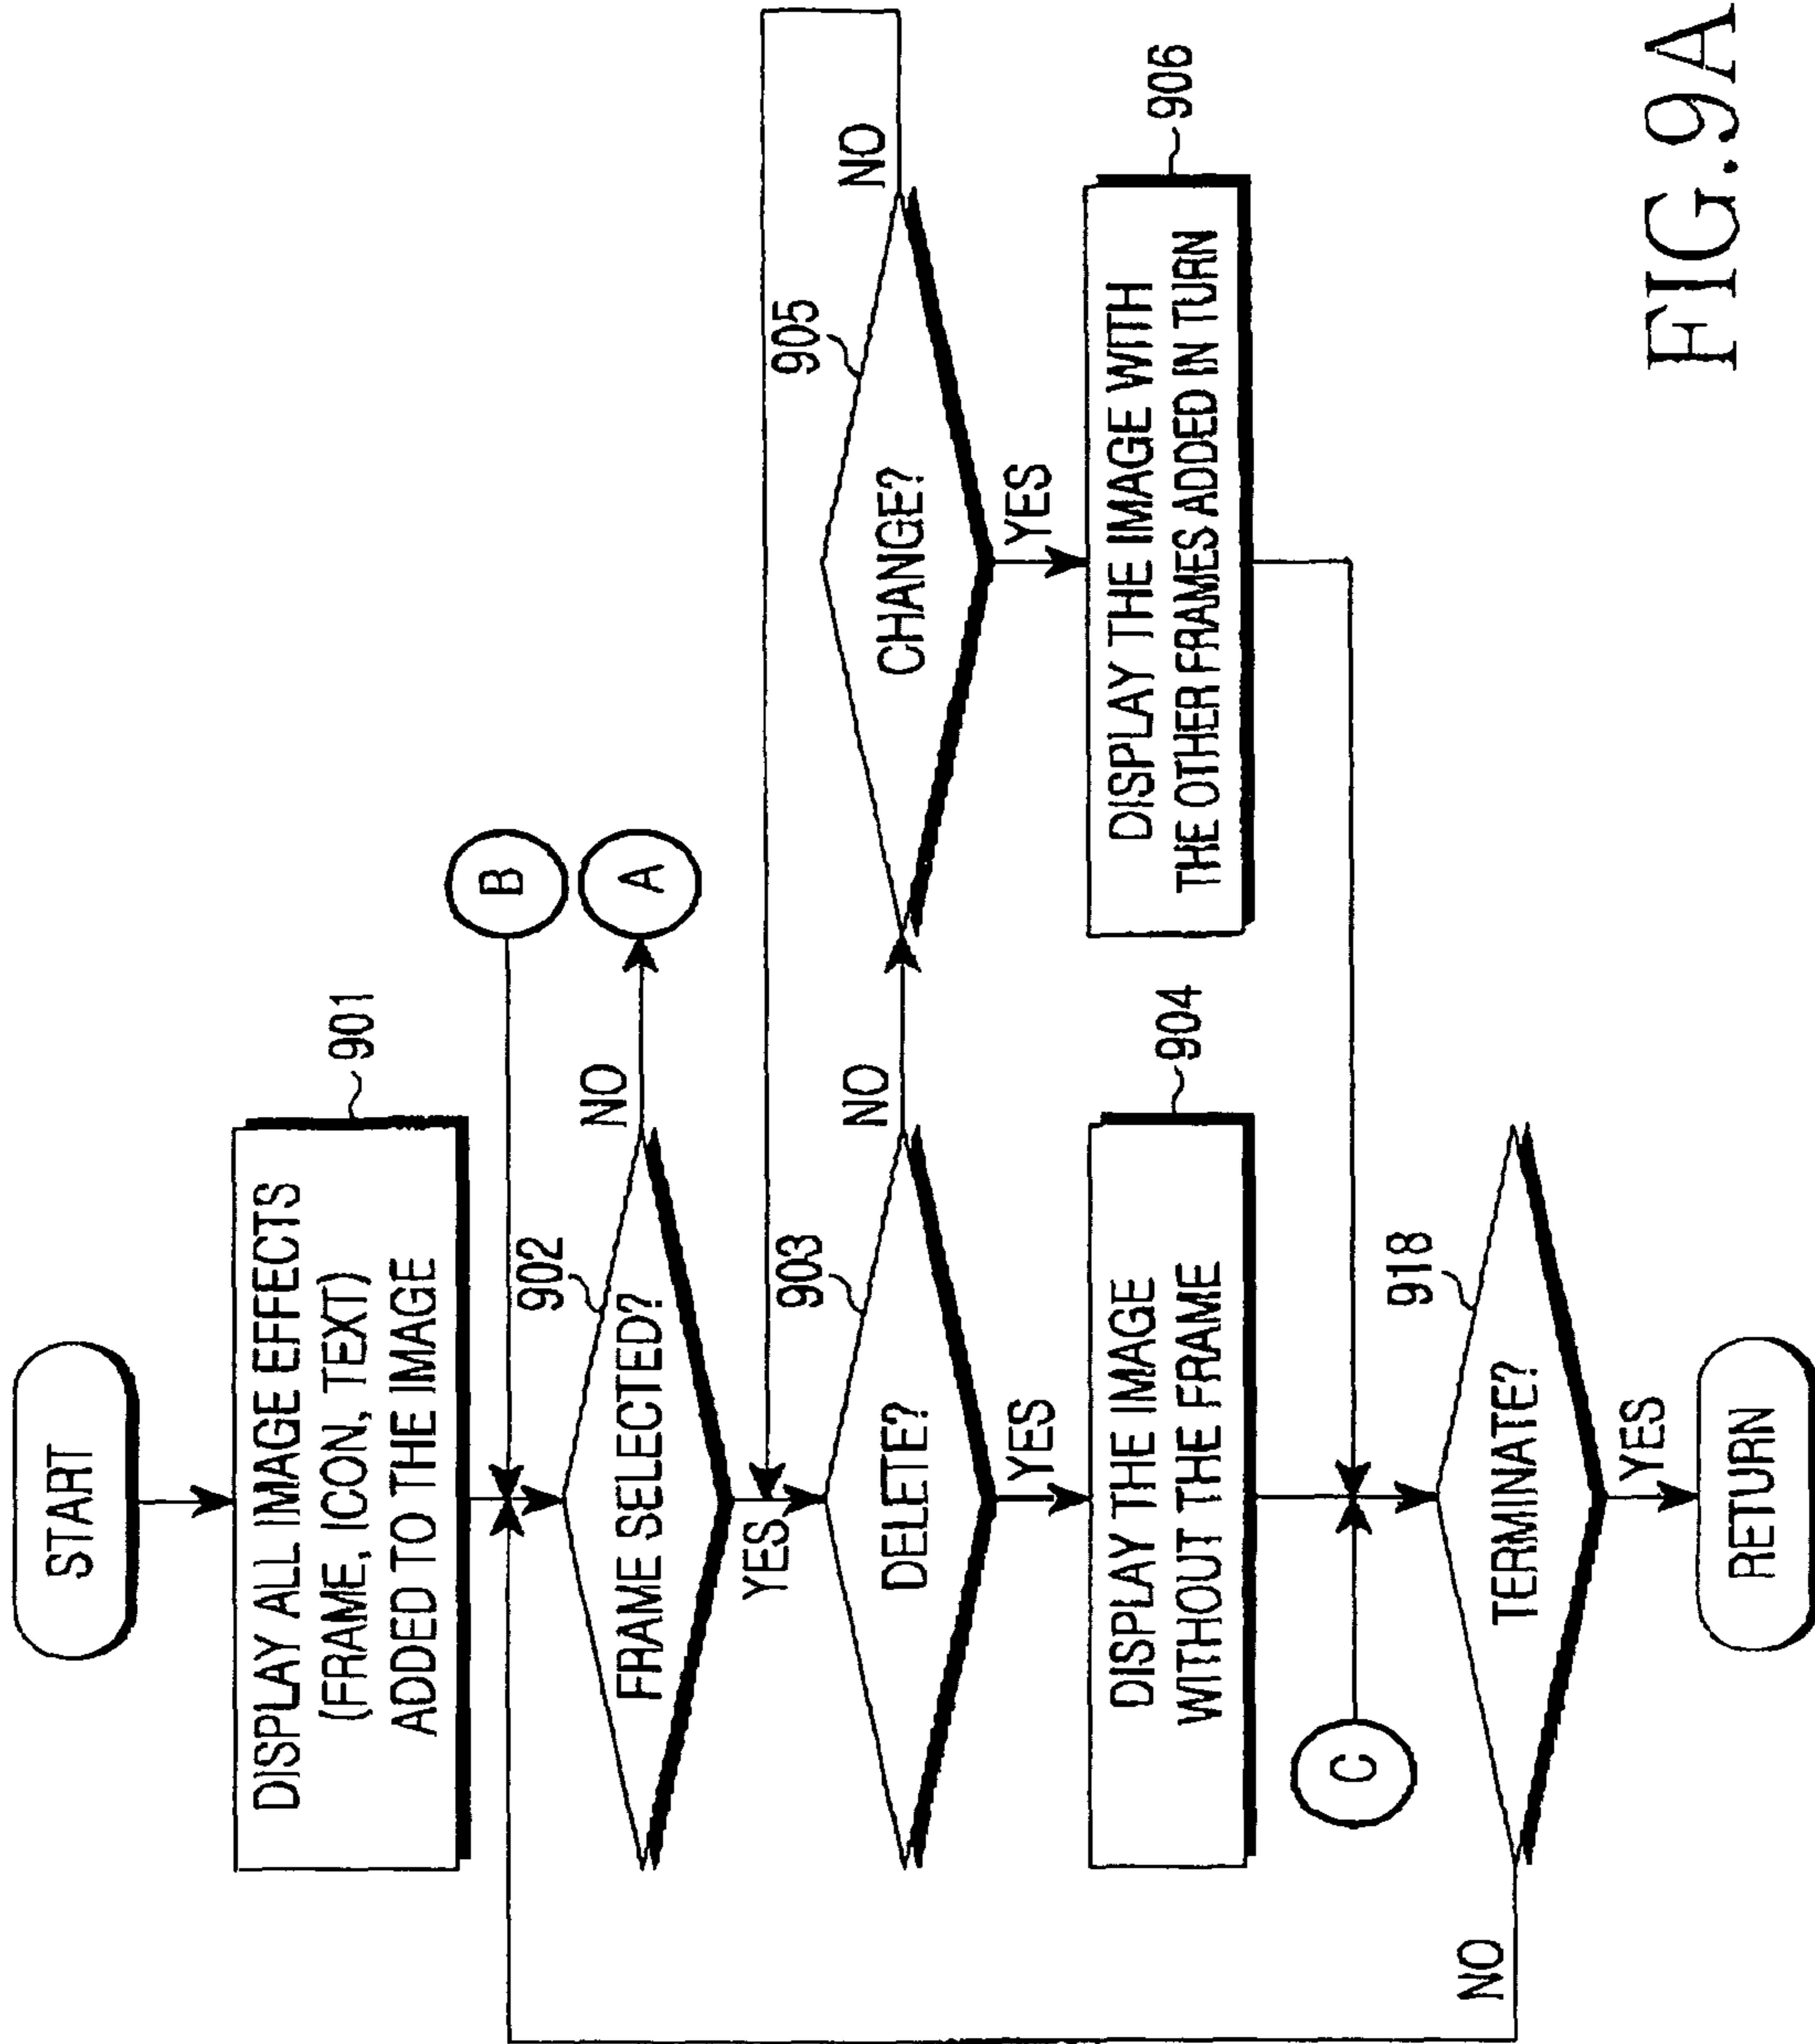 START
DISPLAY ALL IMAGE EFFECTS
(FRAME, ICON, TEXT)
ADDED TO THE IMAGE
901
B
902
FRAME SELECTED?
NO
A
YES
903
DELETE?
NO
905
CHANGE?
NO
YES
YES
DISPLAY THE IMAGE
WITHOUT THE FRAME
904
DISPLAY THE IMAGE WITH
THE OTHER FRAMES ADDED IN TURN
906
C
918
TERMINATE?
NO
YES
RETURN
FIG.9A